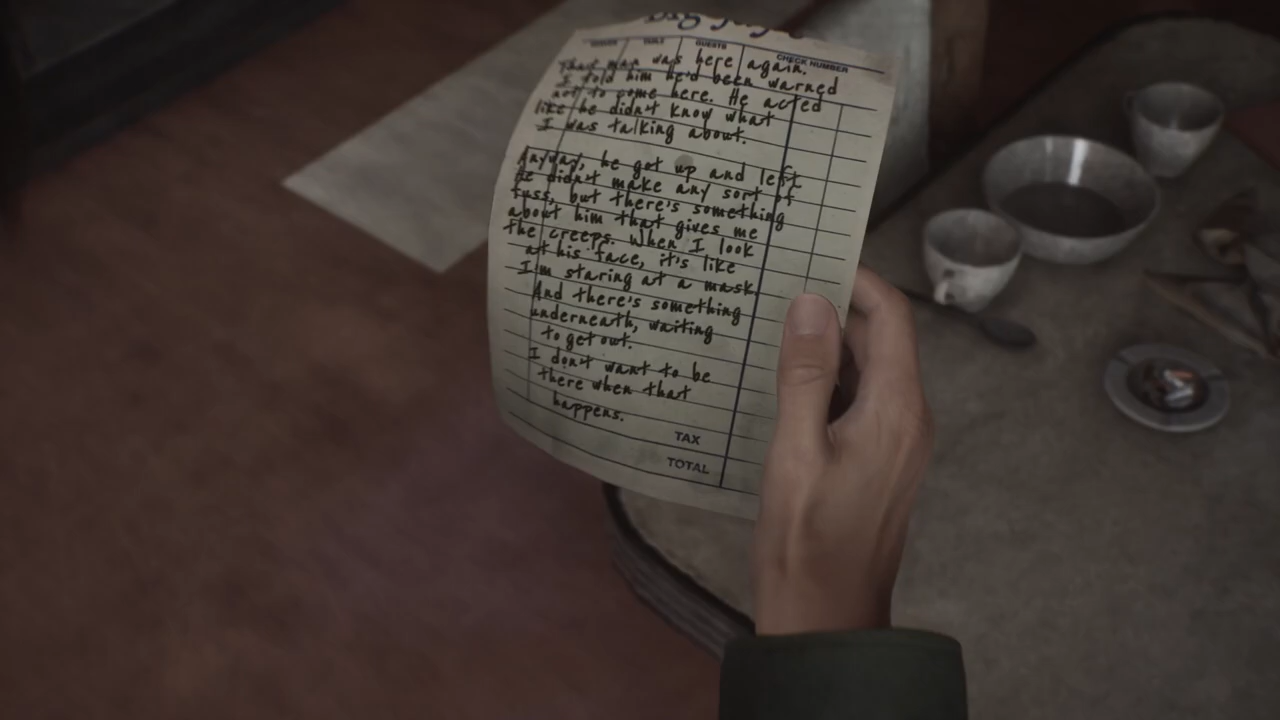 TABLE GUESTS CHECK NUMBER
That man was here again.
I told him he'd been warned
not to come here. He acted
like he didn't know what
I was talking about.
Anyway, he got up and left
He didn't make any sort of
fuss, but there's something
about him that gives me
the creeps. When I look
at his face, it's like
I'm staring at a mask.
And there's something
underneath, waiting
to get out.
I don't want to be
there when that
happens.
TAX
TOTAL